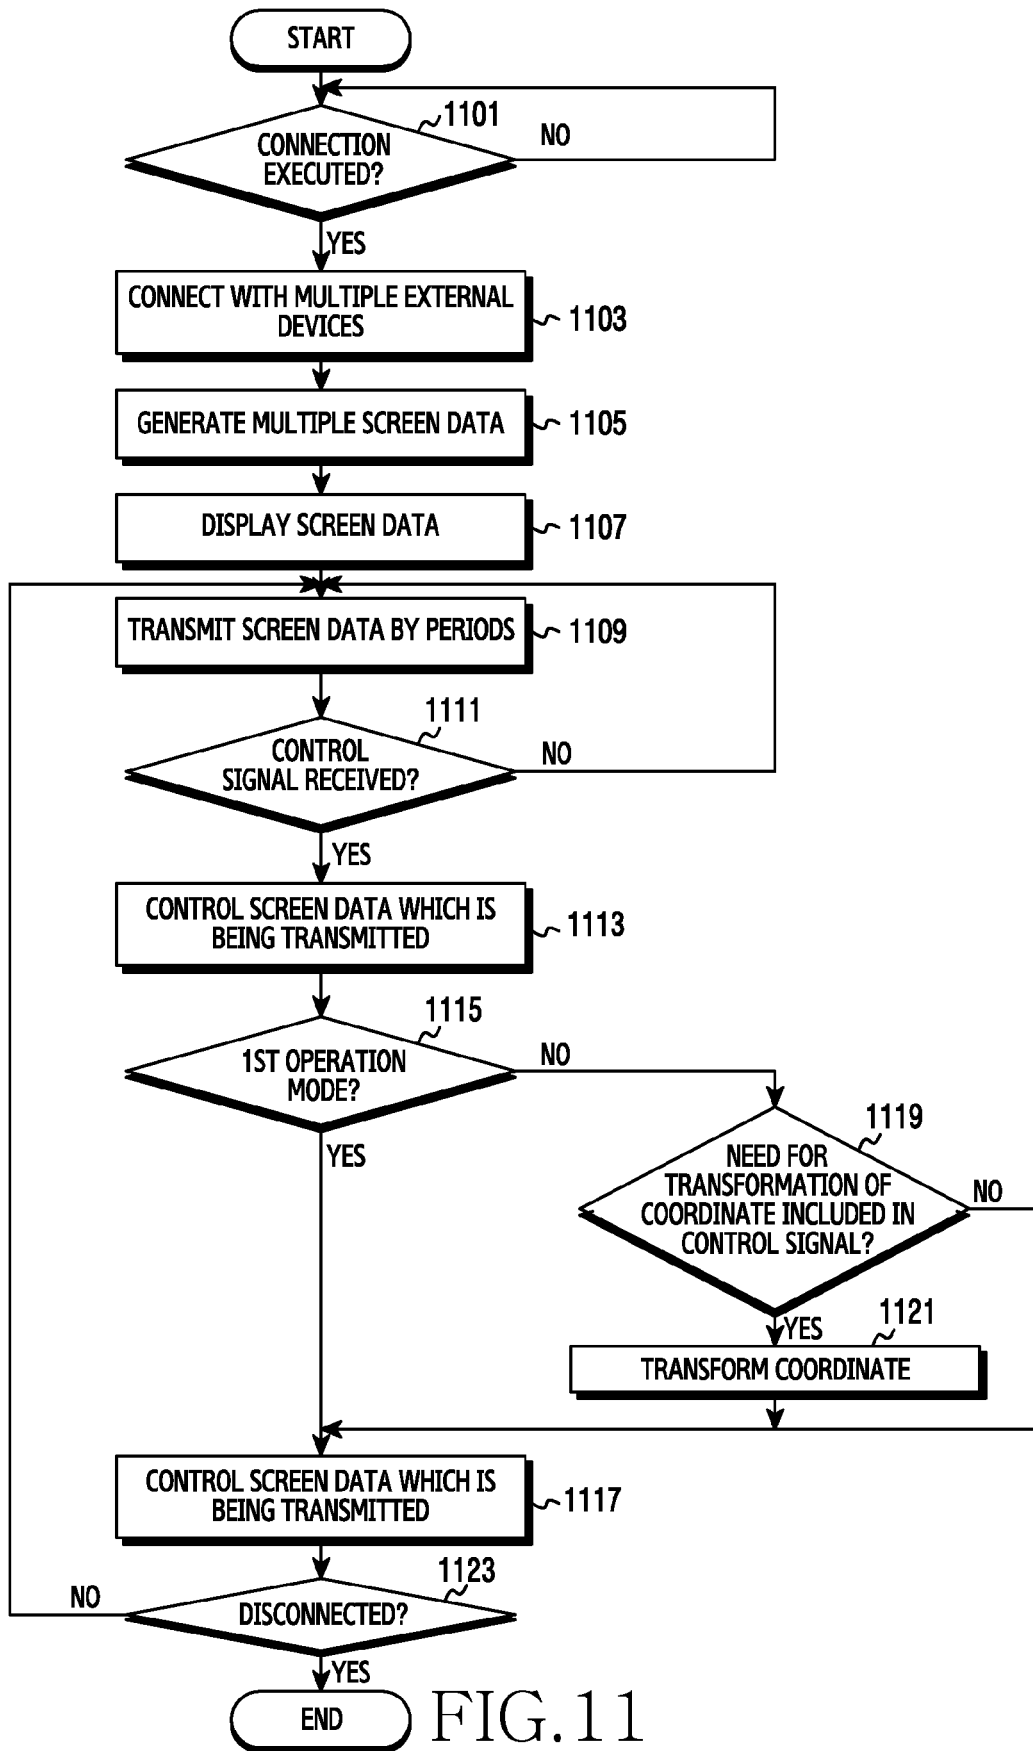 START
1101
CONNECTION
EXECUTED?
NO
YES
CONNECT WITH MULTIPLE EXTERNAL
DEVICES
1103
GENERATE MULTIPLE SCREEN DATA
1105
DISPLAY SCREEN DATA
1107
TRANSMIT SCREEN DATA BY PERIODS
1109
1111
CONTROL
SIGNAL RECEIVED?
NO
YES
CONTROL SCREEN DATA WHICH IS
BEING TRANSMITTED
1113
1115
1ST OPERATION
MODE?
NO
YES
1119
NEED FOR
TRANSFORMATION OF
COORDINATE INCLUDED IN
CONTROL SIGNAL?
NO
YES
1121
TRANSFORM COORDINATE
CONTROL SCREEN DATA WHICH IS
BEING TRANSMITTED
1117
1123
DISCONNECTED?
NO
YES
END
FIG.11